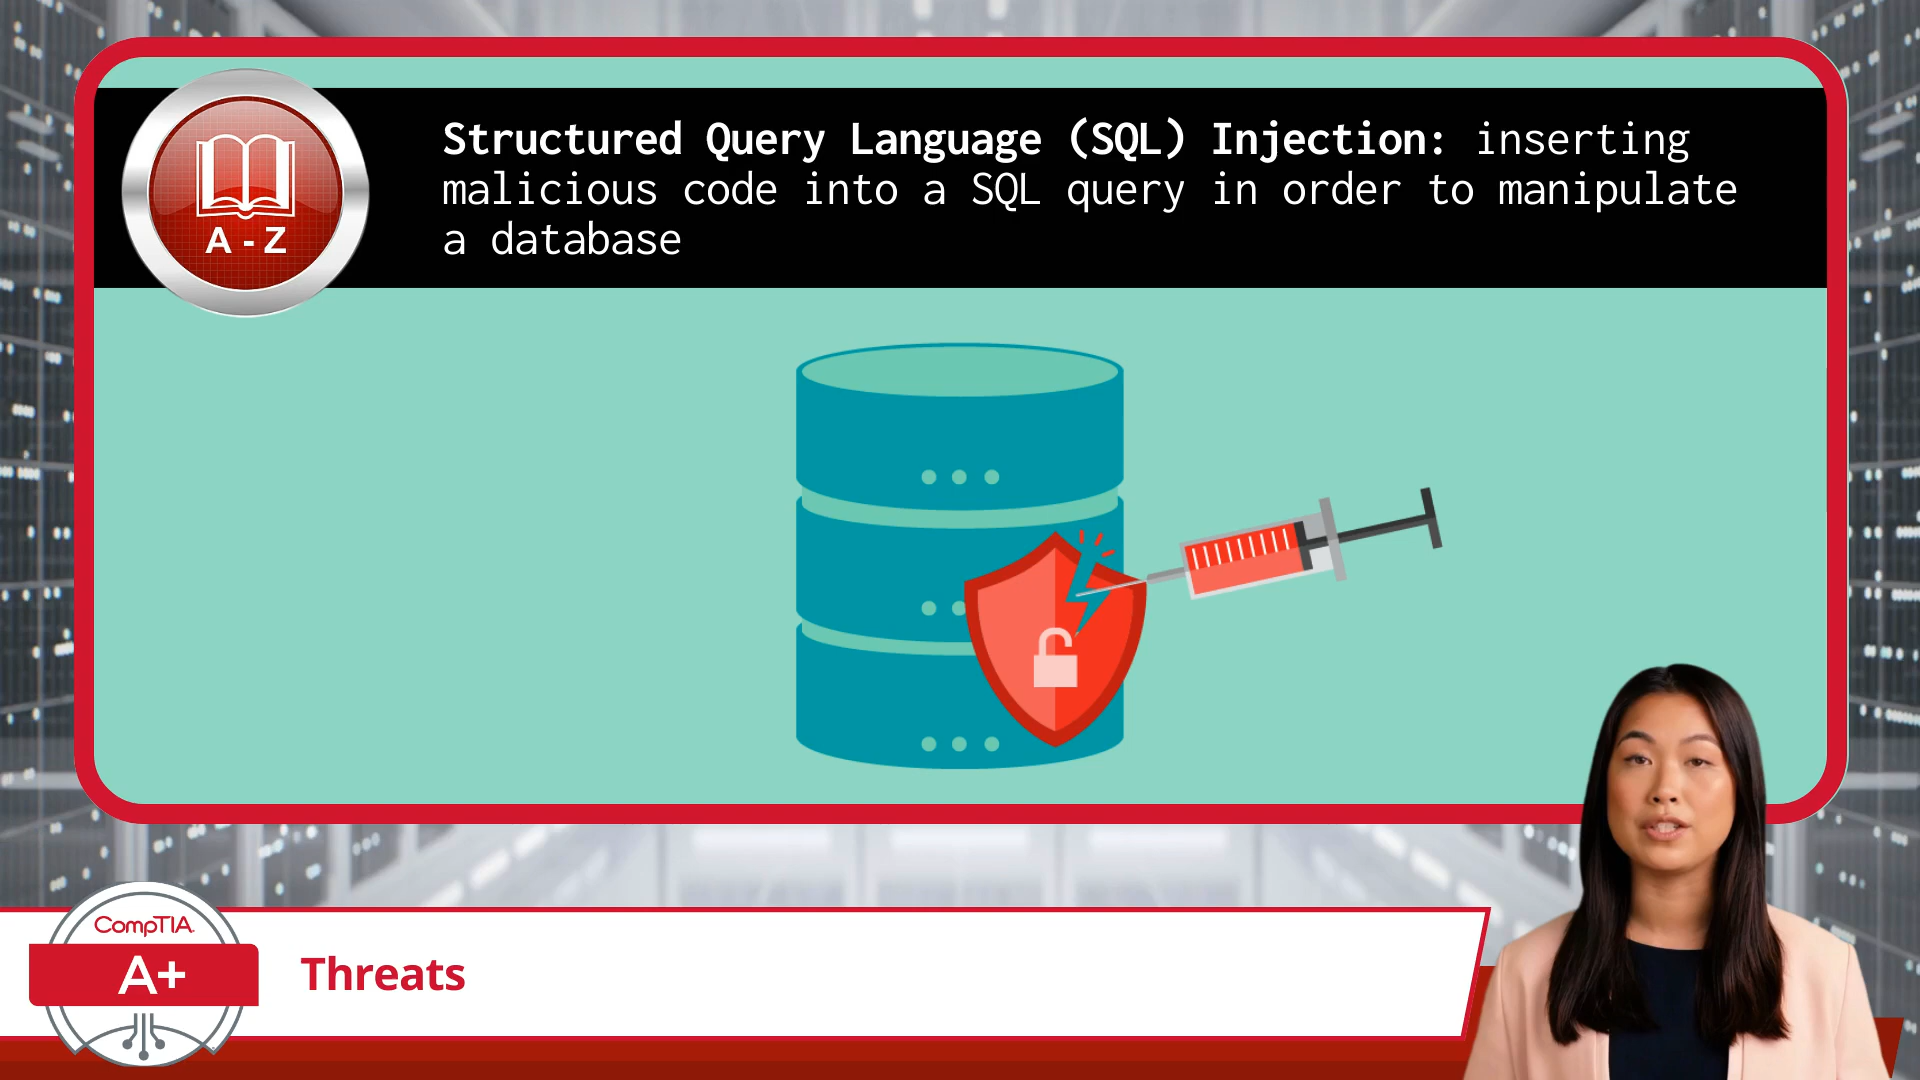 Structured Query Language (SQL) Injection: inserting
malicious code into a SQL query in order to manipulate
a database
A - Z
CompTIA.
A+
Threats